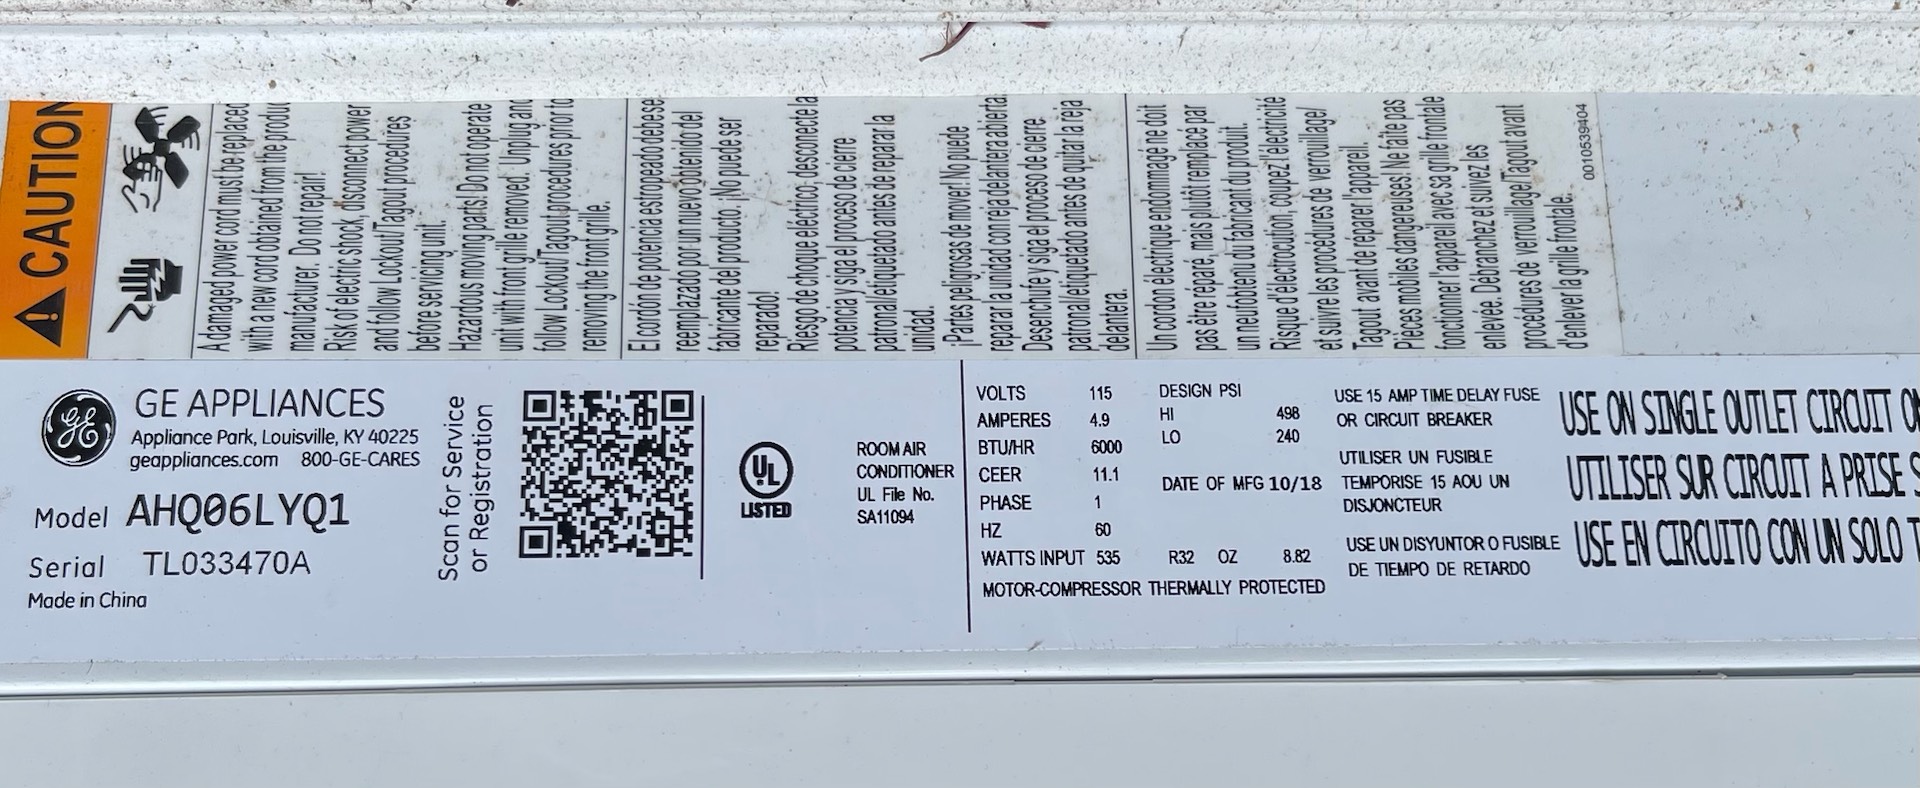 CAUTION
A damaged power cord must be replaced
with a new cord obtained from the produc
manufacturer. Do not repair!
Risk of electric shock, disconnect power
and follow Lockout/Tagout procedures
before servicing unit.
Hazardous moving parts! Do not operate
unit with front grille removed. Unplug and
follow Lockout/Tagout procedures prior to
removing the front grille.
El cordón de potencia estropeado debe se
reemplazado por un nuevo obtenido del
fabricante del producto. ¡No puede ser
reparado!
Riesgo de choque eléctrico; desconecte la
potencia y siga el proceso de cierre
patronal/etiquetado antes de reparar la
unidad.
¡Partes peligrosas de mover! No puede
reparar la unidad con reja delantera abierta.
Desenchufe y siga el proceso de cierre.
patronal/etiquetado antes de quitar la reja
delantera.
Un cordon électrique endommagé ne doit
pas être réparé, mais plutôt remplacé par
un neuf obtenu du fabricant du produit.
Risque d'électrocution, coupez l'électricité
et suivre les procédures de verrouillage/
Tagout avant de réparer l'appareil.
Pièces mobiles dangereuses! Ne faite pas
fonctionner l'appareil avec sa grille frontale
enlevée. Débranchez et suivez les
procédures de verrouillage/Tagout avant
d'enlever la grille frontale.
0010539404
GE
GE APPLIANCES
Appliance Park, Louisville, KY 40225
geappliances.com 800-GE-CARES
Model AHQ06LYQ1
Serial TL033470A
Made in China
Scan for Service
or Registration
UL
LISTED
ROOM AIR
CONDITIONER
UL File No.
SA11094
VOLTS 115
AMPERES 4.9
BTU/HR 6000
CEER 11.1
PHASE 1
HZ 60
WATTS INPUT 535 R32 OZ 8.82
MOTOR-COMPRESSOR THERMALLY PROTECTED
DESIGN PSI
HI 498
LO 240
DATE OF MFG 10/18
USE 15 AMP TIME DELAY FUSE
OR CIRCUIT BREAKER
UTILISER UN FUSIBLE
TEMPORISE 15 AOU UN
DISJONCTEUR
USE UN DISYUNTOR O FUSIBLE
DE TIEMPO DE RETARDO
USE ON SINGLE OUTLET CIRCUIT ON
UTILISER SUR CIRCUIT A PRISE S
USE EN CIRCUITO CON UN SOLO T